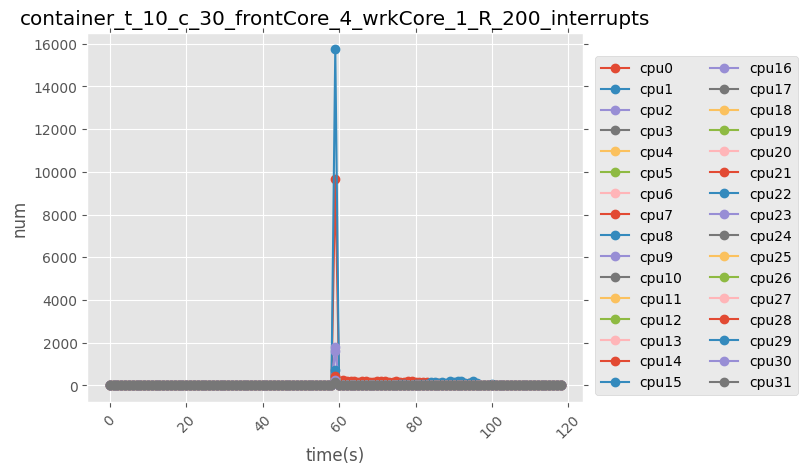 container_t_10_c_30_frontCore_4_wrkCore_1_R_200_interrupts
16000
14000
12000
10000
8000
6000
4000
2000
0
num
0
20
40
60
80
100
120
time(s)
cpu0
cpu1
cpu2
cpu3
cpu4
cpu5
cpu6
cpu7
cpu8
cpu9
cpu10
cpu11
cpu12
cpu13
cpu14
cpu15
cpu16
cpu17
cpu18
cpu19
cpu20
cpu21
cpu22
cpu23
cpu24
cpu25
cpu26
cpu27
cpu28
cpu29
cpu30
cpu31